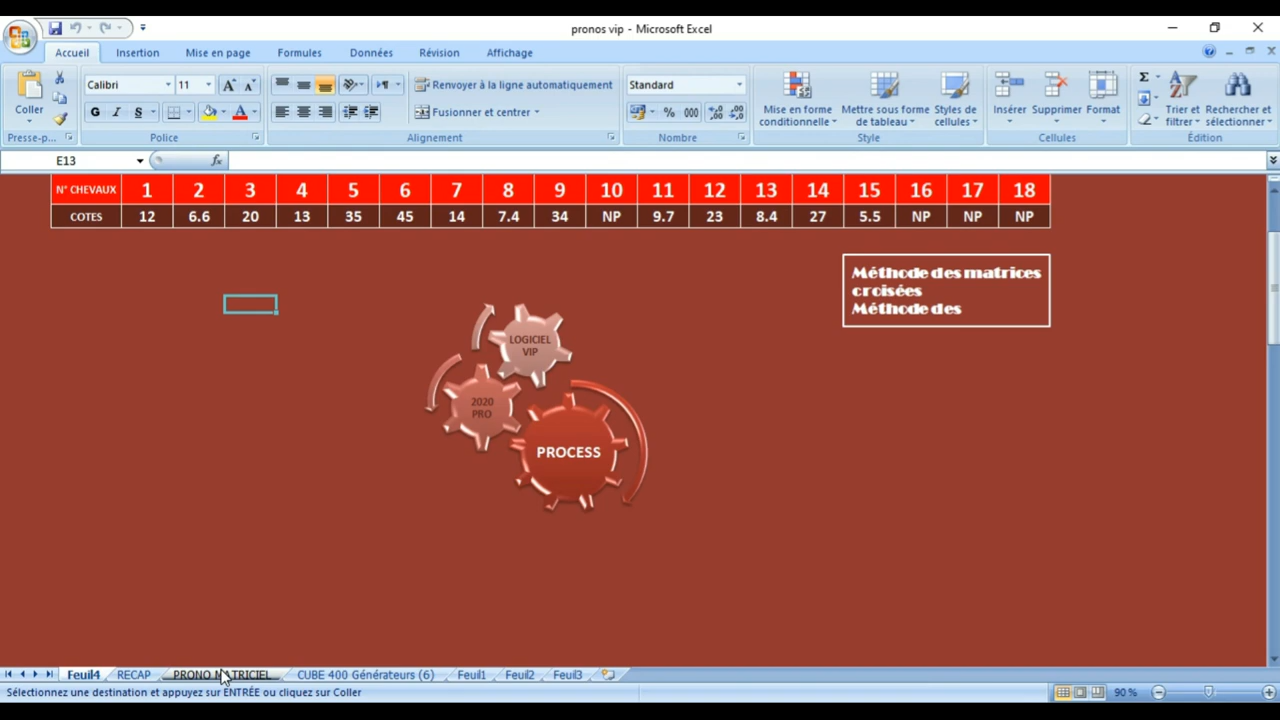 pronos vip - Microsoft Excel
Accueil Insertion Mise en page Formules Données Révision Affichage
Coller
Calibri 11
G I S
Renvoyer à la ligne automatiquement
Fusionner et centrer
Standard
% 000
Mise en forme conditionnelle
Mettre sous forme de tableau
Styles de cellules
Insérer Supprimer Format
Trier et filtrer
Rechercher et sélectionner
Presse-p... Police Alignement Nombre Style Cellules Édition
E13 fx
N° CHEVAUX 1 2 3 4 5 6 7 8 9 10 11 12 13 14 15 16 17 18
COTES 12 6.6 20 13 35 45 14 7.4 34 NP 9.7 23 8.4 27 5.5 NP NP NP
Méthode des matrices
croisées
Méthode des
LOGICIEL
VIP
2020
PRO
PROCESS
Feuil4 RECAP PRONO MATRICIEL CUBE 400 Générateurs (6) Feuil1 Feuil2 Feuil3
Sélectionnez une destination et appuyez sur ENTRÉE ou cliquez sur Coller 90 %